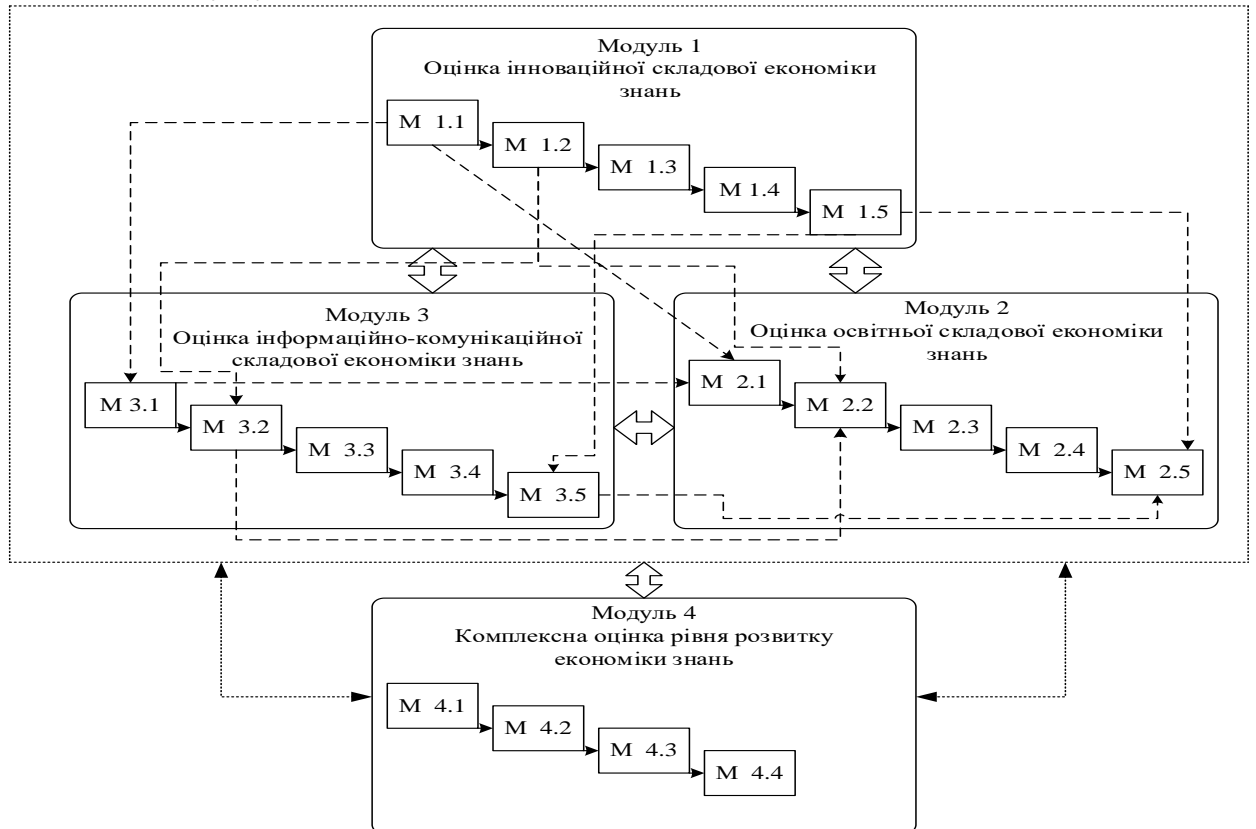 Модуль 1
Оцінка інноваційної складової економіки
знань
М 1.1
М 1.2
М 1.3
М 1.4
М 1.5
Модуль 3
Оцінка інформаційно-комунікаційної
складової економіки знань
М 3.1
М 3.2
М 3.3
М 3.4
М 3.5
Модуль 2
Оцінка освітньої складової економіки
знань
М 2.1
М 2.2
М 2.3
М 2.4
М 2.5
Модуль 4
Комплексна оцінка рівня розвитку
економіки знань
М 4.1
М 4.2
М 4.3
М 4.4